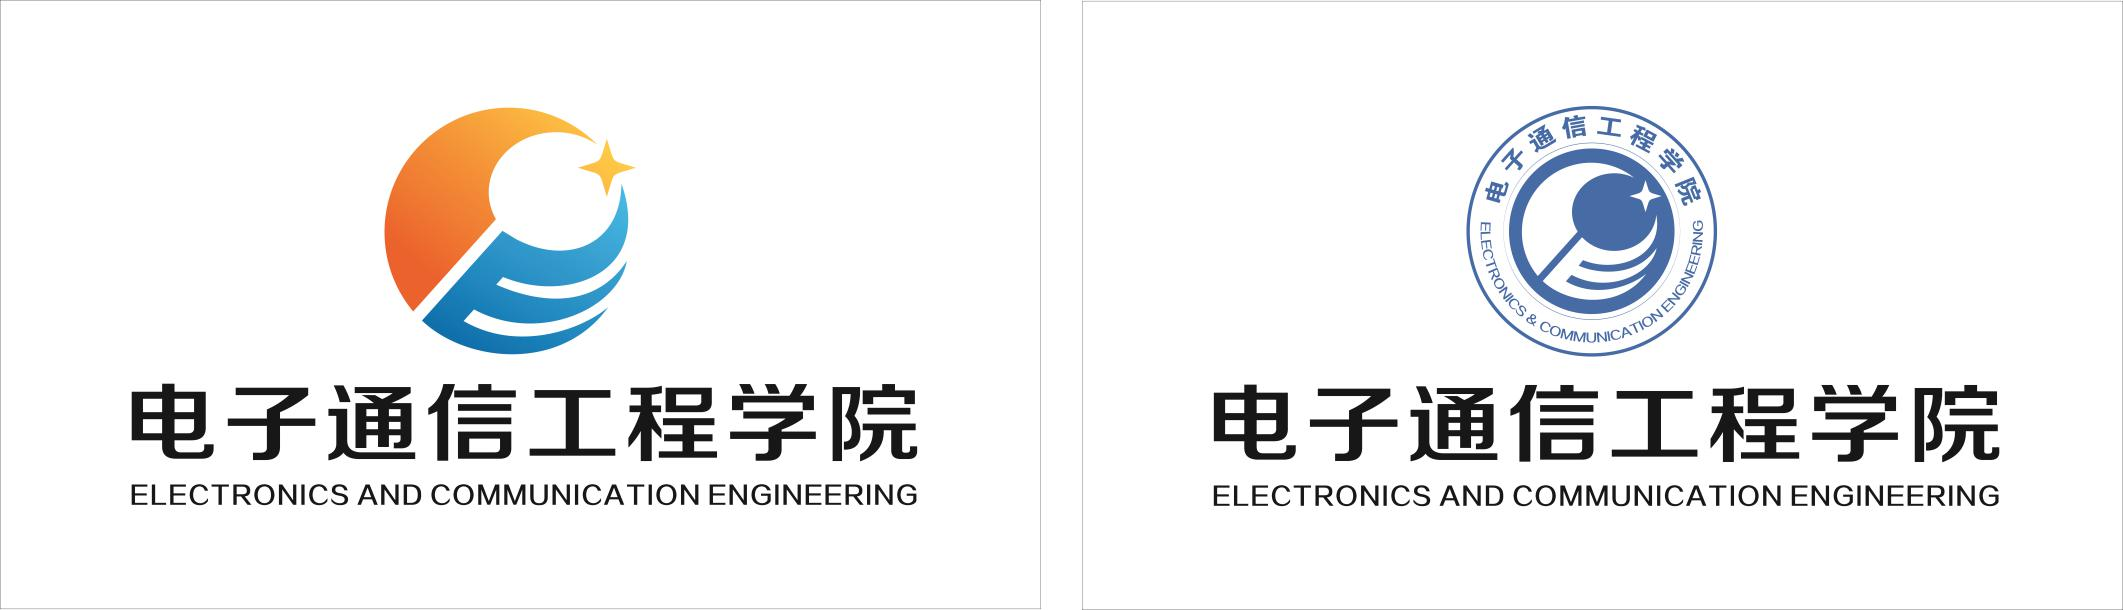 电子通信工程学院
ELECTRONICS AND COMMUNICATION ENGINEERING
电子通信工程学院
ELECTRONICS & COMMUNICATION ENGINEERING
电子通信工程学院
ELECTRONICS AND COMMUNICATION ENGINEERING